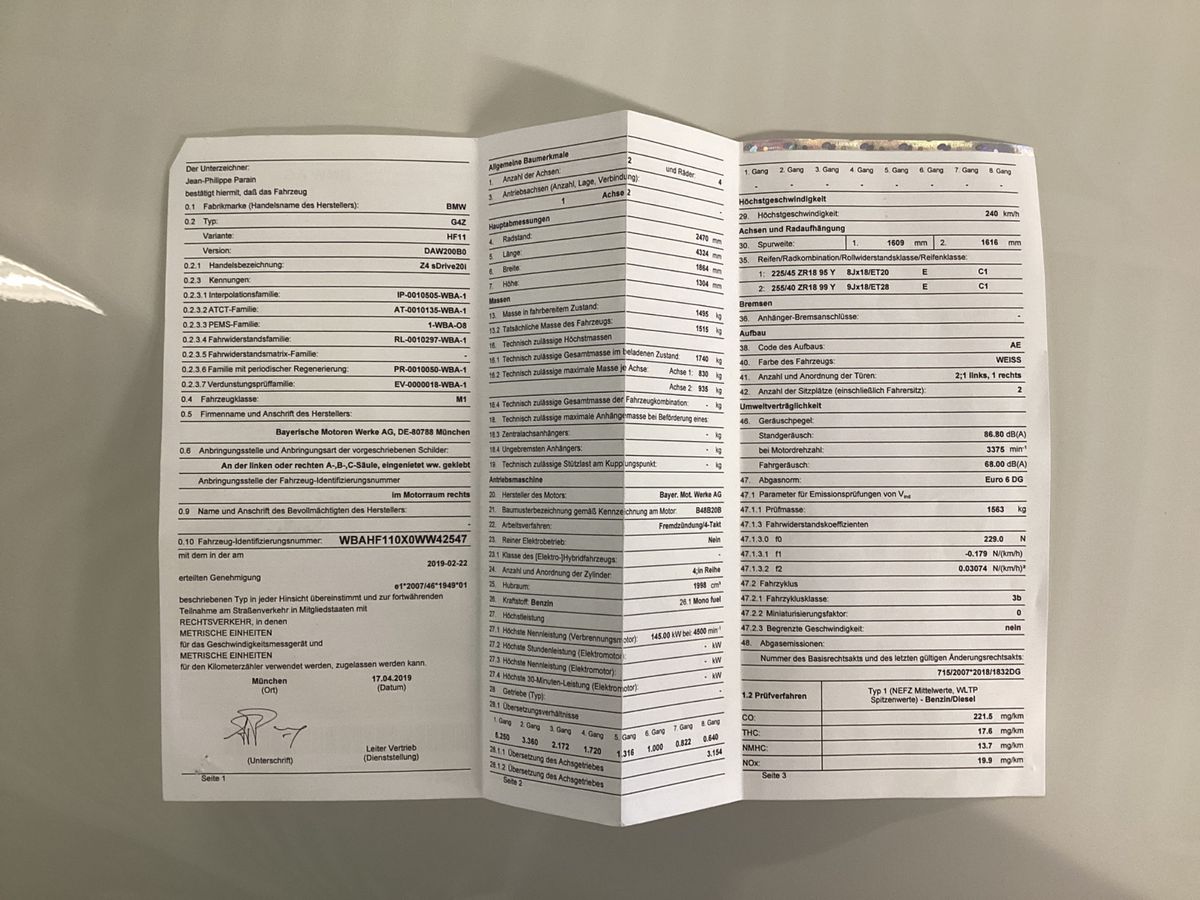 Der Unterzeichner:
Jean-Philippe Parain
bestätigt hiermit, daß das Fahrzeug
0.1 Fabrikmarke (Handelsname des Herstellers): BMW
0.2 Typ: G4Z
Variante: HF11
Version: DAW200B0
0.2.1 Handelsbezeichnung: Z4 sDrive20i
0.2.3 Kennungen:
0.2.3.1 Interpolationsfamilie: IP-0010505-WBA-1
0.2.3.2 ATCT-Familie: AT-0010135-WBA-1
0.2.3.3 PEMS-Familie: 1-WBA-O8
0.2.3.4 Fahrwiderstandsfamilie: RL-0010297-WBA-1
0.2.3.5 Fahrwiderstandsmatrix-Familie: -
0.2.3.6 Familie mit periodischer Regenerierung: PR-0010050-WBA-1
0.2.3.7 Verdunstungsprüffamilie: EV-0000018-WBA-1
0.4 Fahrzeugklasse: M1
0.5 Firmenname und Anschrift des Herstellers:
Bayerische Motoren Werke AG, DE-80788 München
0.6 Anbringungsstelle und Anbringungsart der vorgeschriebenen Schilder:
An der linken oder rechten A-,B-,C-Säule, eingenietet ww. geklebt
Anbringungsstelle der Fahrzeug-Identifizierungsnummer
im Motorraum rechts
0.9 Name und Anschrift des Bevollmächtigten des Herstellers:
-
0.10 Fahrzeug-Identifizierungsnummer: WBAHF110X0WW42547
mit dem in der am
2019-02-22
erteilten Genehmigung
e1*2007/46*1949*01
beschriebenen Typ in jeder Hinsicht übereinstimmt und zur fortwährenden
Teilnahme am Straßenverkehr in Mitgliedstaaten mit
RECHTSVERKEHR, in denen
METRISCHE EINHEITEN
für das Geschwindigkeitsmessgerät und
METRISCHE EINHEITEN
für den Kilometerzähler verwendet werden, zugelassen werden kann.
München 17.04.2019
(Ort) (Datum)
(Unterschrift)
Leiter Vertrieb
(Dienststellung)
Seite 1
Allgemeine Baumerkmale
1. Anzahl der Achsen: 2 und Räder: 4
3. Antriebsachsen (Anzahl, Lage, Verbindung):
1 Achse 2 -
Hauptabmessungen
4. Radstand: 2470 mm
5. Länge: 4324 mm
6. Breite: 1864 mm
7. Höhe: 1304 mm
Massen
13. Masse in fahrbereitem Zustand: 1495 kg
13.2 Tatsächliche Masse des Fahrzeugs: 1515 kg
16. Technisch zulässige Höchstmassen
16.1 Technisch zulässige Gesamtmasse im beladenen Zustand: 1740 kg
16.2 Technisch zulässige maximale Masse je Achse: Achse 1: 830 kg
Achse 2: 935 kg
16.4 Technisch zulässige Gesamtmasse der Fahrzeugkombination: - kg
18. Technisch zulässige maximale Anhängemasse bei Beförderung eines:
18.3 Zentralachsanhängers: - kg
18.4 Ungebremsten Anhängers: - kg
19. Technisch zulässige Stützlast am Kupplungspunkt: - kg
Antriebsmaschine
20. Hersteller des Motors: Bayer. Mot. Werke AG
21. Baumusterbezeichnung gemäß Kennzeichnung am Motor: B48B20B
22. Arbeitsverfahren: Fremdzündung/4-Takt
23. Reiner Elektrobetrieb: Nein
23.1 Klasse des [Elektro-]Hybridfahrzeugs: -
24. Anzahl und Anordnung der Zylinder: 4;in Reihe
25. Hubraum: 1998 cm³
26. Kraftstoff: Benzin 26.1 Mono fuel
27. Höchstleistung
27.1 Höchste Nennleistung (Verbrennungsmotor): 145.00 kW bei: 4500 min⁻¹
27.2 Höchste Stundenleistung (Elektromotor): - kW
27.3 Höchste Nennleistung (Elektromotor): - kW
27.4 Höchste 30-Minuten-Leistung (Elektromotor): - kW
28 Getriebe (Typ): -
28.1 Übersetzungsverhältnisse
1. Gang 2. Gang 3. Gang 4. Gang 5. Gang 6. Gang 7. Gang 8. Gang
5.250 3.360 2.172 1.720 1.316 1.000 0.822 0.640
28.1.1 Übersetzung des Achsgetriebes 3.154
28.1.2 Übersetzung des Achsgetriebes
Seite 2
1. Gang 2. Gang 3. Gang 4. Gang 5. Gang 6. Gang 7. Gang 8. Gang
- - - - - - - -
Höchstgeschwindigkeit
29. Höchstgeschwindigkeit: 240 km/h
Achsen und Radaufhängung
30. Spurweite: 1. 1609 mm 2. 1616 mm
35. Reifen/Radkombination/Rollwiderstandsklasse/Reifenklasse:
1: 225/45 ZR18 95 Y 8Jx18/ET20 E C1
2: 255/40 ZR18 99 Y 9Jx18/ET28 E C1
Bremsen
36. Anhänger-Bremsanschlüsse: -
Aufbau
38. Code des Aufbaus: AE
40. Farbe des Fahrzeugs: WEISS
41. Anzahl und Anordnung der Türen: 2;1 links, 1 rechts
42. Anzahl der Sitzplätze (einschließlich Fahrersitz): 2
Umweltverträglichkeit
46. Geräuschpegel:
Standgeräusch: 86.80 dB(A)
bei Motordrehzahl: 3375 min⁻¹
Fahrgeräusch: 68.00 dB(A)
47. Abgasnorm: Euro 6 DG
47.1 Parameter für Emissionsprüfungen von Vind
47.1.1 Prüfmasse: 1563 kg
47.1.3 Fahrwiderstandskoeffizienten
47.1.3.0 f0 229.0 N
47.1.3.1 f1 -0.179 N/(km/h)
47.1.3.2 f2 0.03074 N/(km/h)²
47.2 Fahrzyklus
47.2.1 Fahrzyklusklasse: 3b
47.2.2 Miniaturisierungsfaktor: 0
47.2.3 Begrenzte Geschwindigkeit: nein
48. Abgasemissionen:
Nummer des Basisrechtsakts und des letzten gültigen Änderungsrechtsakts:
715/2007*2018/1832DG
1.2 Prüfverfahren Typ 1 (NEFZ Mittelwerte, WLTP
Spitzenwerte) - Benzin/Diesel
CO: 221.5 mg/km
THC: 17.6 mg/km
NMHC: 13.7 mg/km
NOx: 19.9 mg/km
Seite 3